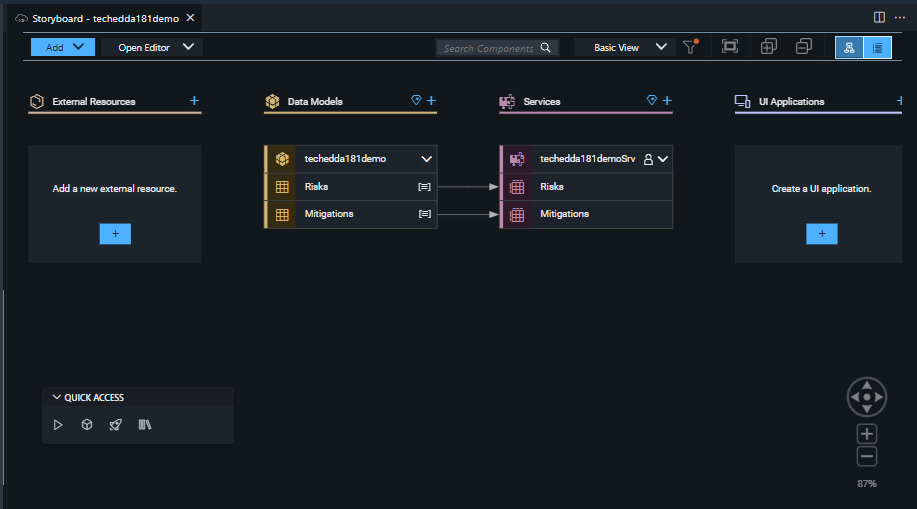 Storyboard - techedda181demo
Add
Open Editor
Search Components
Basic View
External Resources
Data Models
Services
UI Applications
Add a new external resource.
techedda181demo
Risks
Mitigations
techedda181demoSrv
Risks
Mitigations
Create a UI application.
QUICK ACCESS
87%